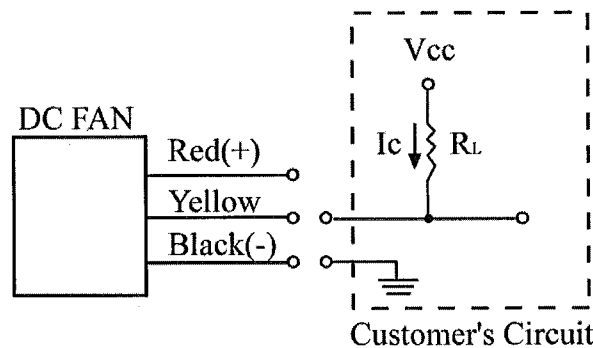 Vcc
DC FAN
Red(+)
Ic
RL
Yellow
Black(-)
Customer's Circuit